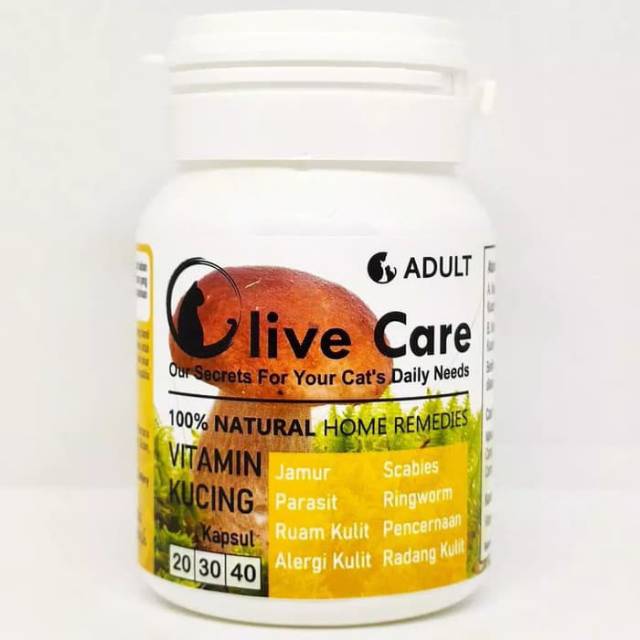 ADULT
Olive Care
Our Secrets For Your Cat's Daily Needs
100% NATURAL HOME REMEDIES
VITAMIN
KUCING
Kapsul
20 30 40
Jamur Scabies
Parasit Ringworm
Ruam Kulit Pencernaan
Alergi Kulit Radang Kulit